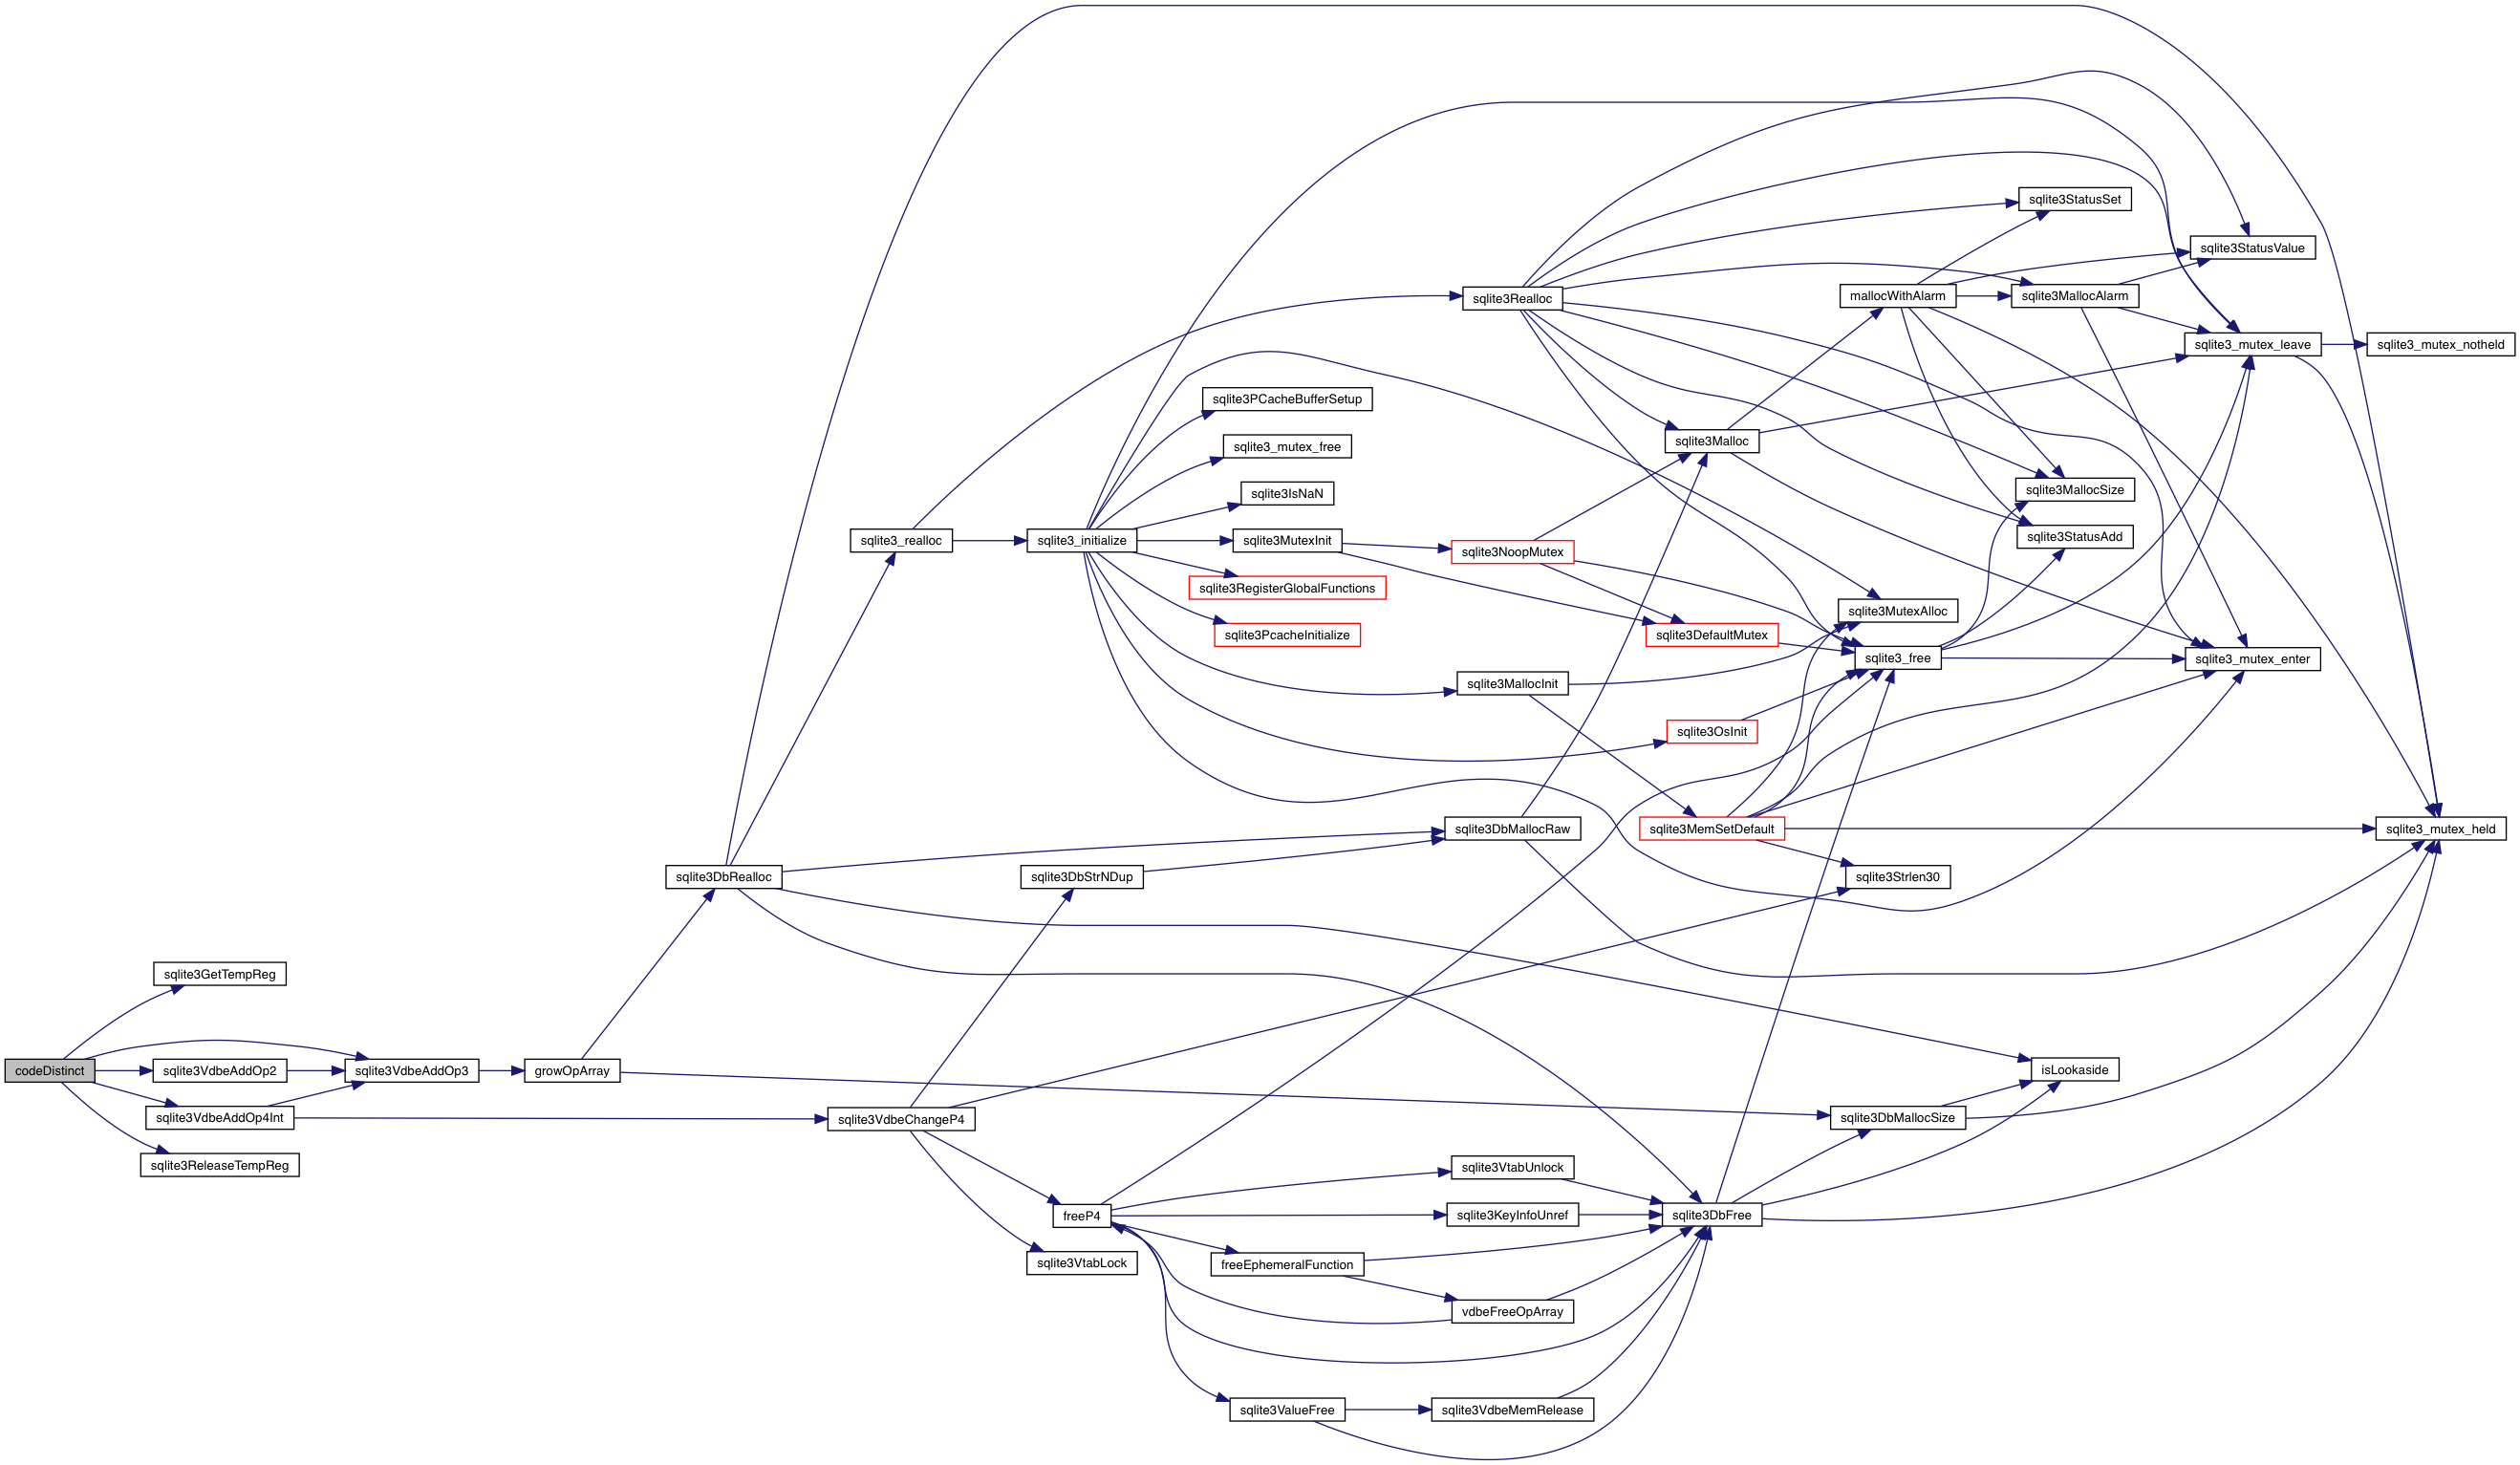 codeDistinct
sqlite3GetTempReg
sqlite3VdbeAddOp2
sqlite3VdbeAddOp4Int
sqlite3ReleaseTempReg
sqlite3VdbeAddOp3
growOpArray
sqlite3DbRealloc
sqlite3VdbeChangeP4
sqlite3_realloc
sqlite3DbStrNDup
freeP4
sqlite3VtabLock
sqlite3_initialize
sqlite3PCacheBufferSetup
sqlite3_mutex_free
sqlite3IsNaN
sqlite3MutexInit
sqlite3RegisterGlobalFunctions
sqlite3PcacheInitialize
freeEphemeralFunction
sqlite3ValueFree
sqlite3Realloc
sqlite3NoopMutex
sqlite3MallocInit
sqlite3DbMallocRaw
sqlite3VtabUnlock
sqlite3KeyInfoUnref
vdbeFreeOpArray
sqlite3VdbeMemRelease
sqlite3Malloc
sqlite3DefaultMutex
sqlite3OsInit
sqlite3MemSetDefault
sqlite3DbFree
mallocWithAlarm
sqlite3MutexAlloc
sqlite3_free
sqlite3Strlen30
sqlite3DbMallocSize
sqlite3StatusSet
sqlite3MallocAlarm
sqlite3MallocSize
sqlite3StatusAdd
isLookaside
sqlite3StatusValue
sqlite3_mutex_leave
sqlite3_mutex_enter
sqlite3_mutex_notheld
sqlite3_mutex_held